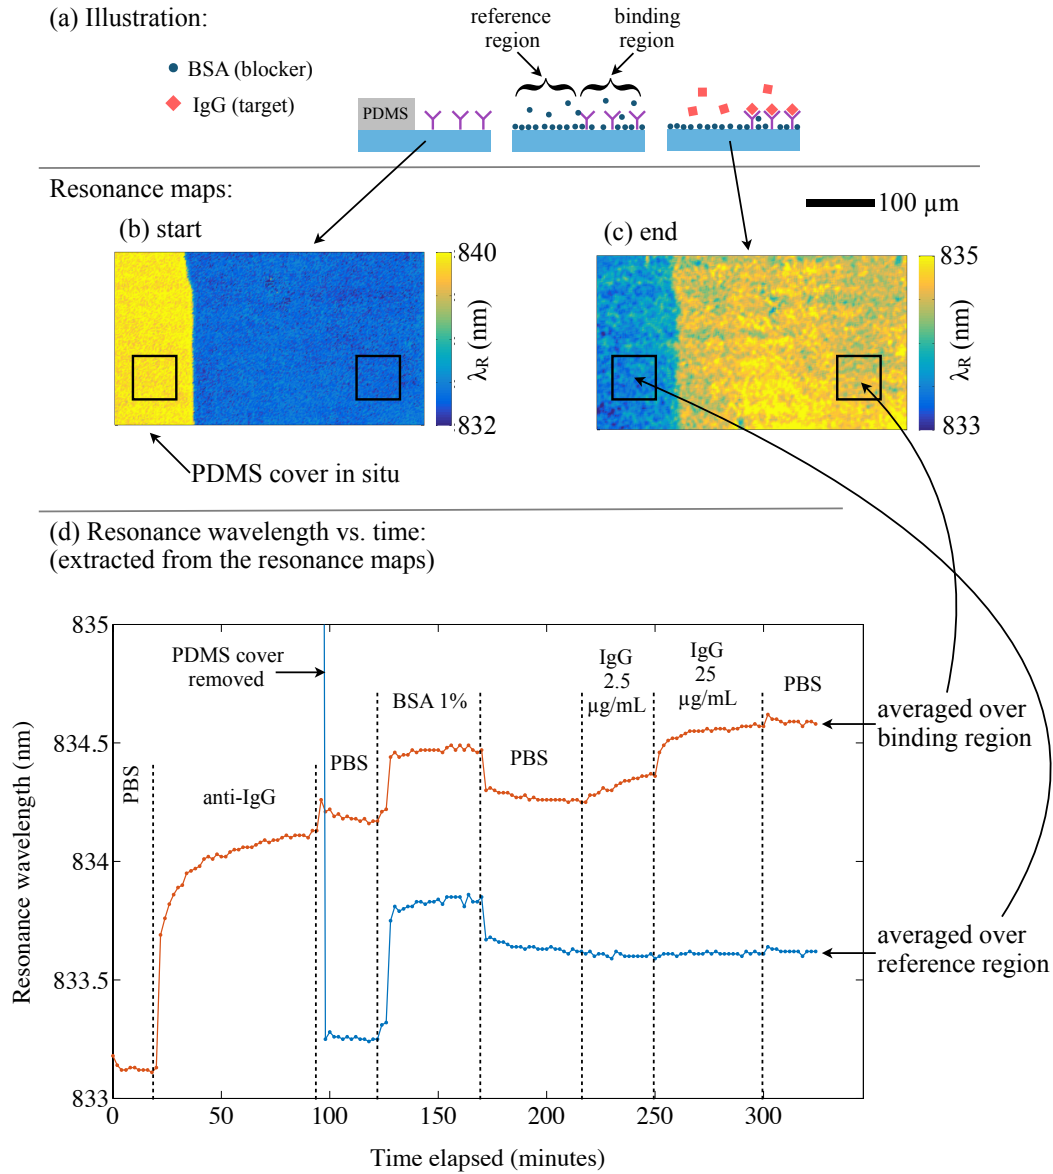 (a) Illustration:
reference
region
binding
region
BSA (blocker)
IgG (target)
PDMS
Resonance maps:
100 µm
(b) start
840
λR (nm)
832
(c) end
835
λR (nm)
833
PDMS cover in situ
(d) Resonance wavelength vs. time:
(extracted from the resonance maps)
835
834.5
834
833.5
833
Resonance wavelength (nm)
PDMS cover
removed
PBS
anti-IgG
PBS
BSA 1%
PBS
IgG
2.5
µg/mL
IgG
25
µg/mL
PBS
averaged over
binding region
averaged over
reference region
0
50
100
150
200
250
300
Time elapsed (minutes)